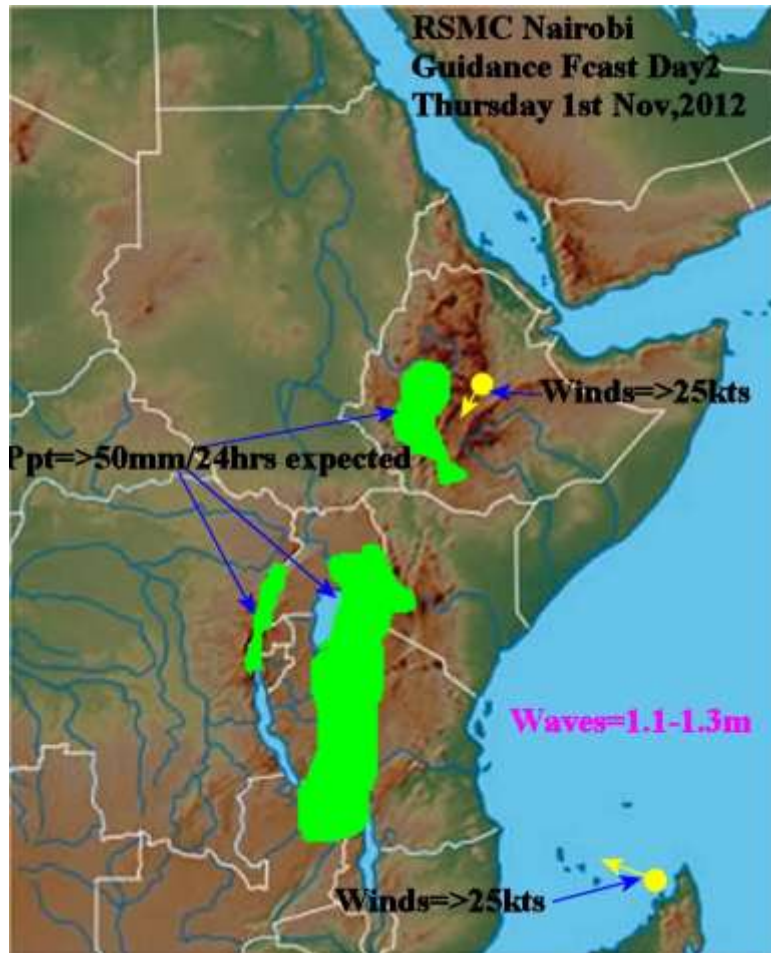 RSMC Nairobi
Guidance Fcast Day2
Thursday 1st Nov,2012
Winds=>25kts
Ppt=>50mm/24hrs expected
Waves=1.1-1.3m
Winds=>25kts